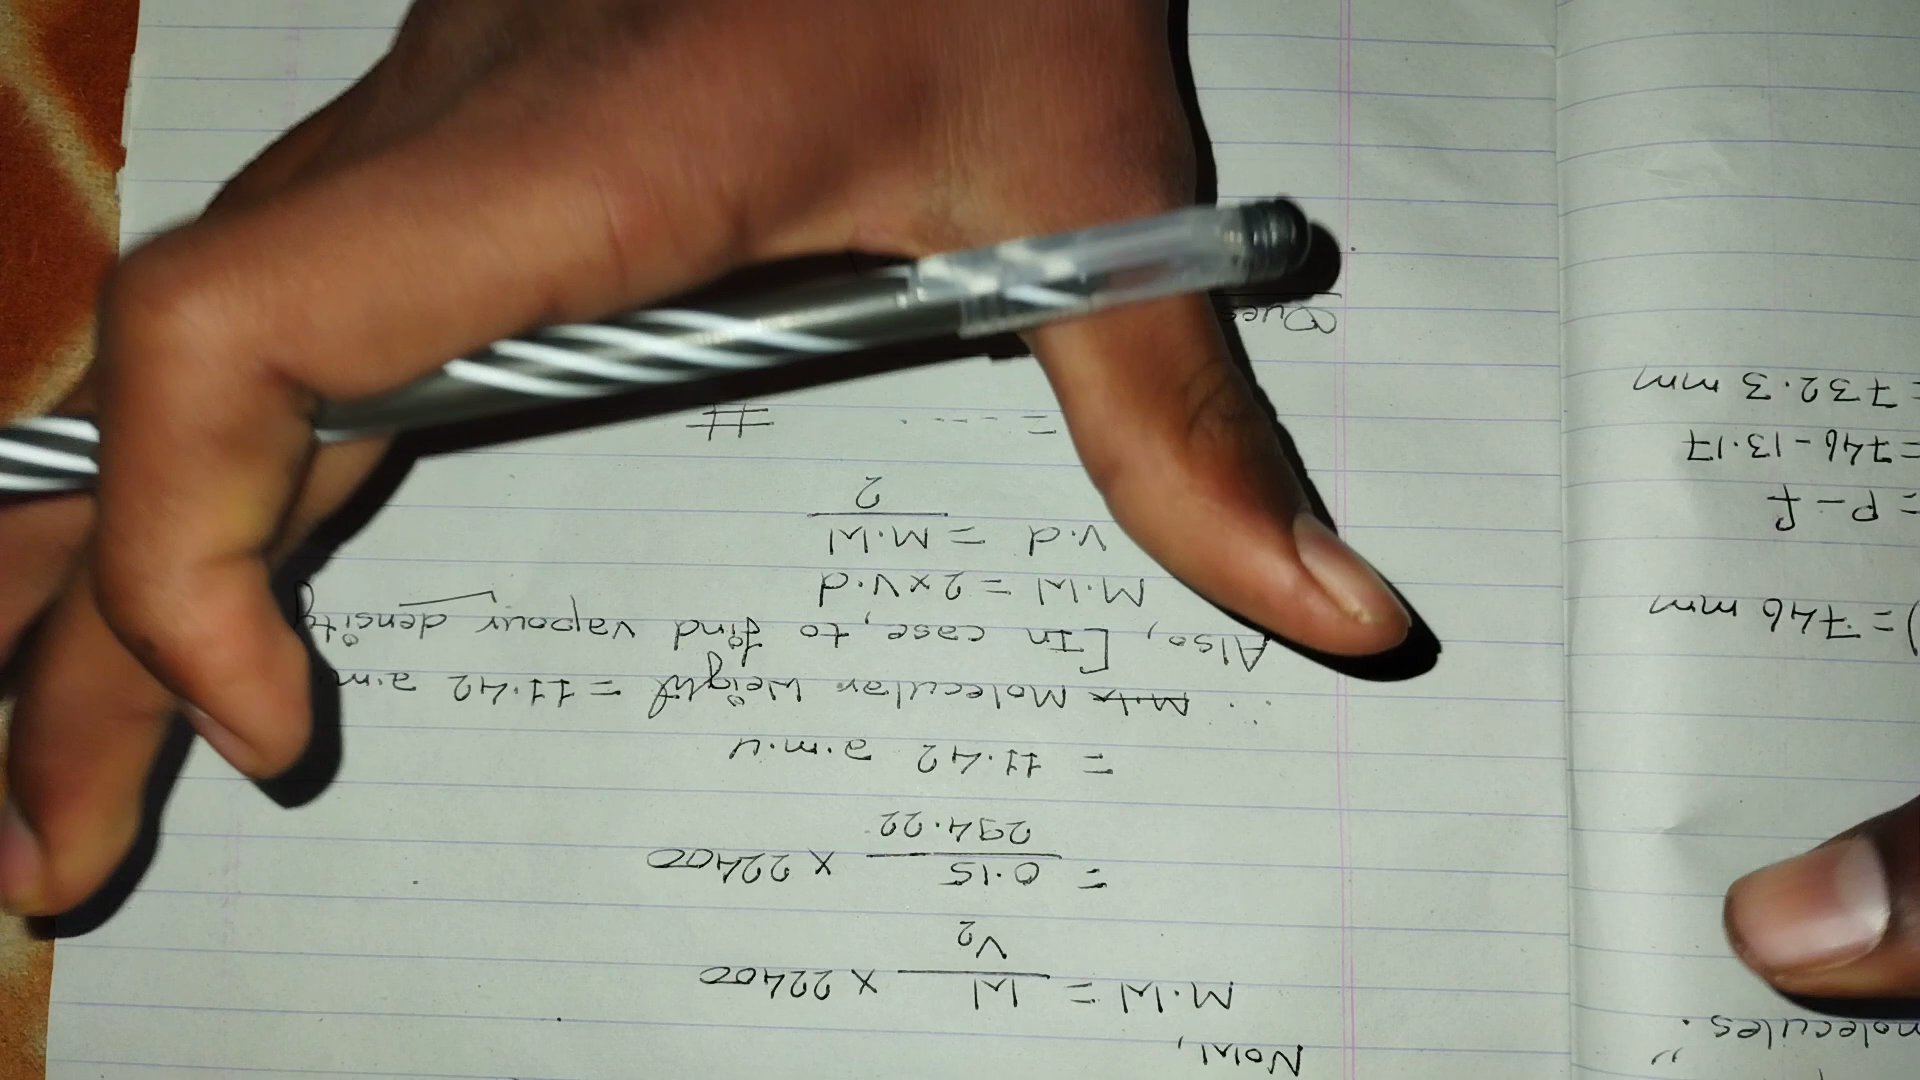 molecules."
) = 746 mm
= P - f
= 746 - 13.17
= 732.3 mm
Now,
M.W = W/V2 × 22400
= 0.15/294.22 × 22400
= 11.42 a.m.u
∴ Molecular Weight = 11.42 a.m
Also, [In case, to find vapour density
M.W = 2 × V.d
V.d = M.W/2
= ---. #
Ques